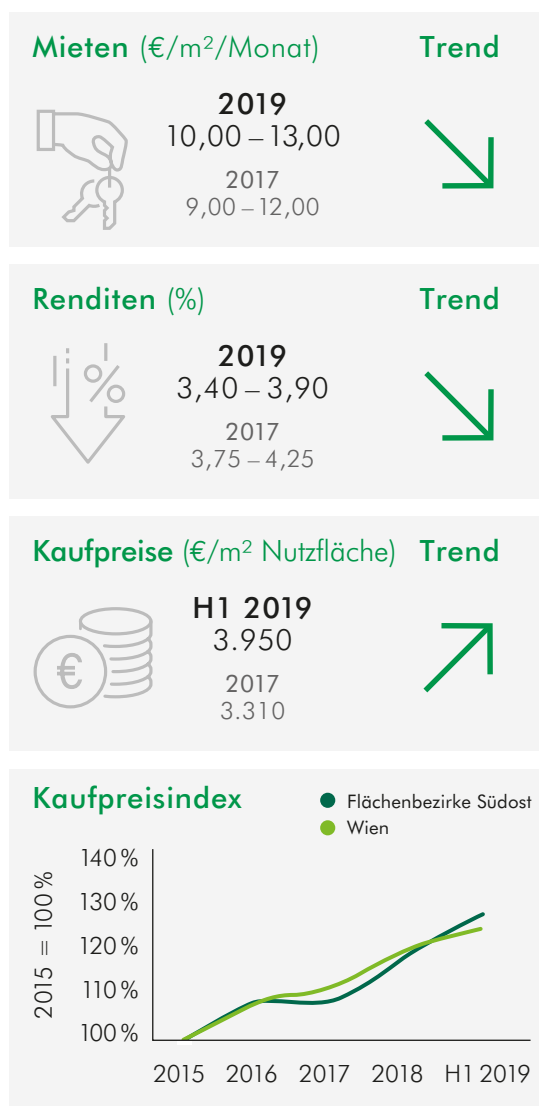 Mieten (€/m²/Monat) Trend
2019
10,00 – 13,00
2017
9,00 – 12,00
Renditen (%) Trend
%
2019
3,40 – 3,90
2017
3,75 – 4,25
Kaufpreise (€/m² Nutzfläche) Trend
€
H1 2019
3.950
2017
3.310
Kaufpreisindex
Flächenbezirke Südost
Wien
2015 = 100 %
140 %
130 %
120 %
110 %
100 %
2015 2016 2017 2018 H1 2019